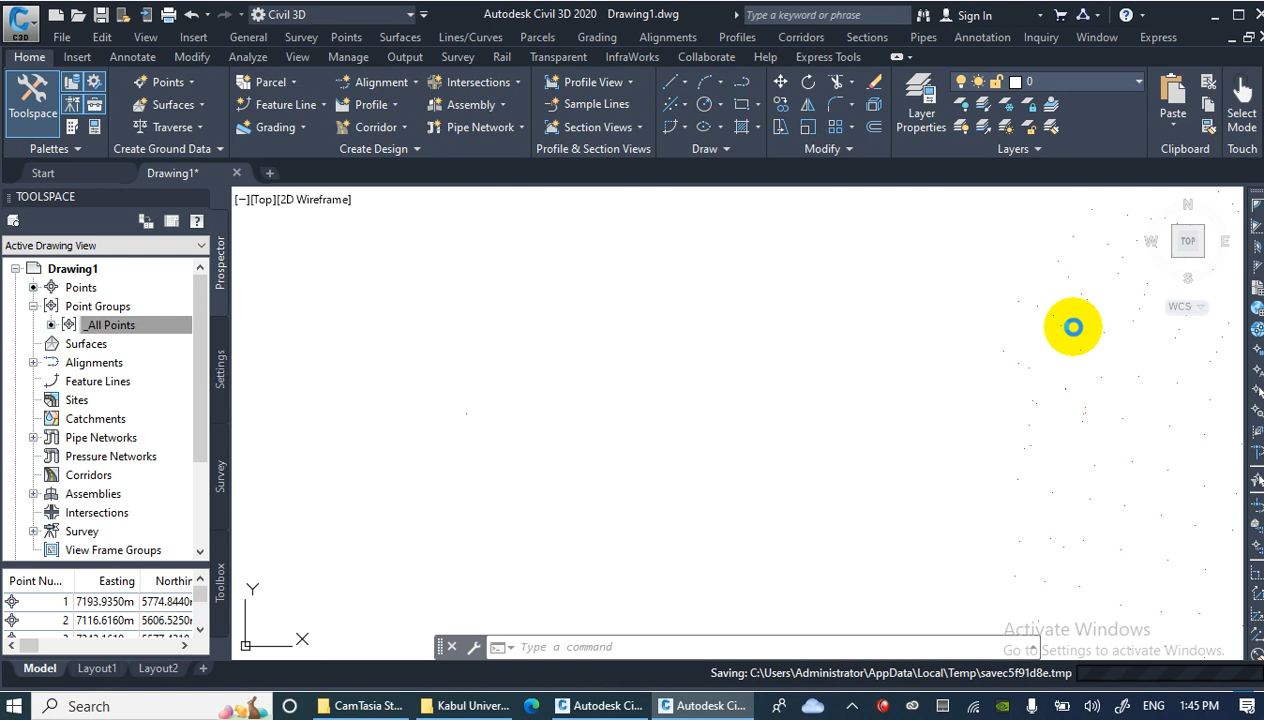 C3D
Civil 3D
Autodesk Civil 3D 2020 Drawing1.dwg
Type a keyword or phrase
Sign In
File Edit View Insert General Survey Points Surfaces Lines/Curves Parcels Grading Alignments Profiles Corridors Sections Pipes Annotation Inquiry Window Express
Home Insert Annotate Modify Analyze View Manage Output Survey Rail Transparent InfraWorks Collaborate Help Express Tools
Toolspace
Points
Surfaces
Traverse
Parcel
Feature Line
Grading
Alignment
Profile
Corridor
Intersections
Assembly
Pipe Network
Profile View
Sample Lines
Section Views
Layer Properties
0
Paste
Select Mode
Palettes Create Ground Data Create Design Profile & Section Views Draw Modify Layers Clipboard Touch
Start Drawing1*
TOOLSPACE
[−][Top][2D Wireframe]
Active Drawing View
Drawing1
Points
Point Groups
_All Points
Surfaces
Alignments
Feature Lines
Sites
Catchments
Pipe Networks
Pressure Networks
Corridors
Assemblies
Intersections
Survey
View Frame Groups
Prospector
Settings
Survey
Toolbox
N
W TOP E
S
WCS
Point Nu... Easting Northin
1 7193.9350m 5774.8440
2 7116.6160m 5606.5250
Y
X
Type a command
Activate Windows
Go to Settings to activate Windows.
Model Layout1 Layout2 +
Saving: C:\Users\Administrator\AppData\Local\Temp\savec5f91d8e.tmp
Search
CamTasia St...
Kabul Univer...
Autodesk Ci...
Autodesk Ci...
ENG 1:45 PM